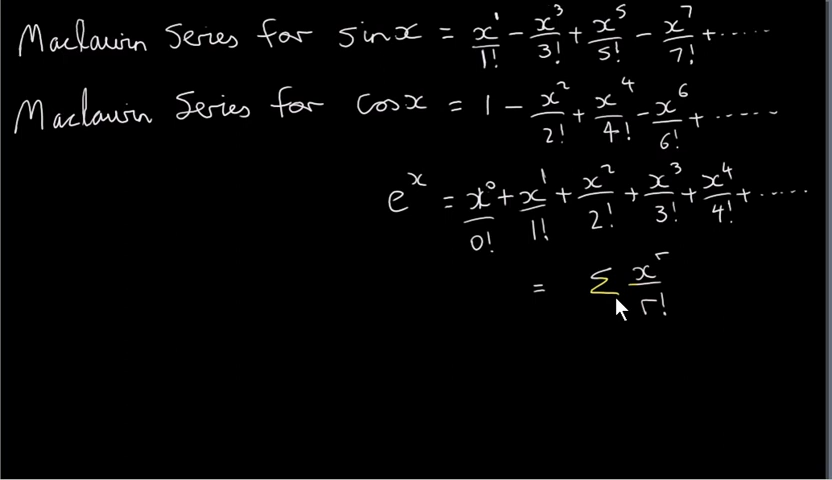 Maclaurin Series for sin x = x¹/1! - x³/3! + x⁵/5! - x⁷/7! + ......
Maclaurin Series for cos x = 1 - x²/2! + x⁴/4! - x⁶/6! + ......
eˣ = x⁰/0! + x¹/1! + x²/2! + x³/3! + x⁴/4! + ......
= Σ xʳ/r!